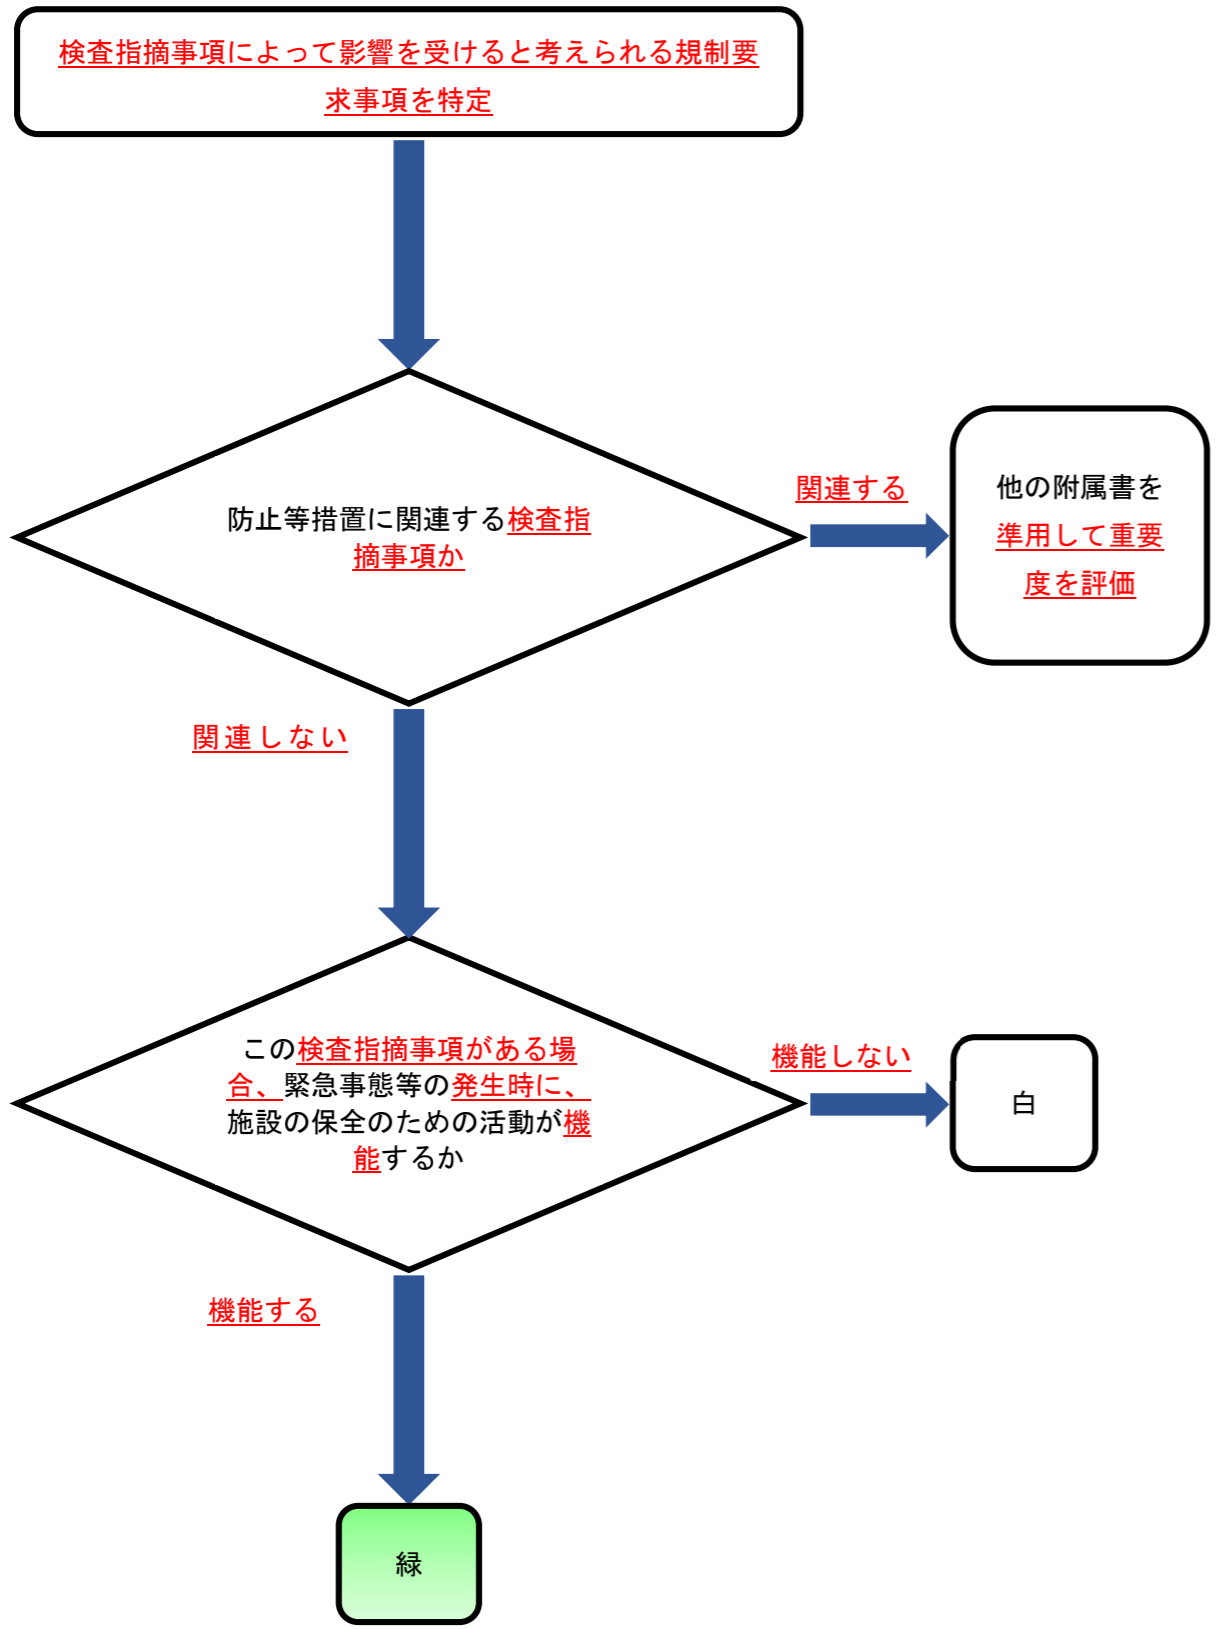 検査指摘事項によって影響を受けると考えられる規制要
求事項を特定
防止等措置に関連する検査指
摘事項か
関連する
他の附属書を
準用して重要
度を評価
関連しない
この検査指摘事項がある場
合、緊急事態等の発生時に、
施設の保全のための活動が機
能するか
機能しない
白
機能する
緑